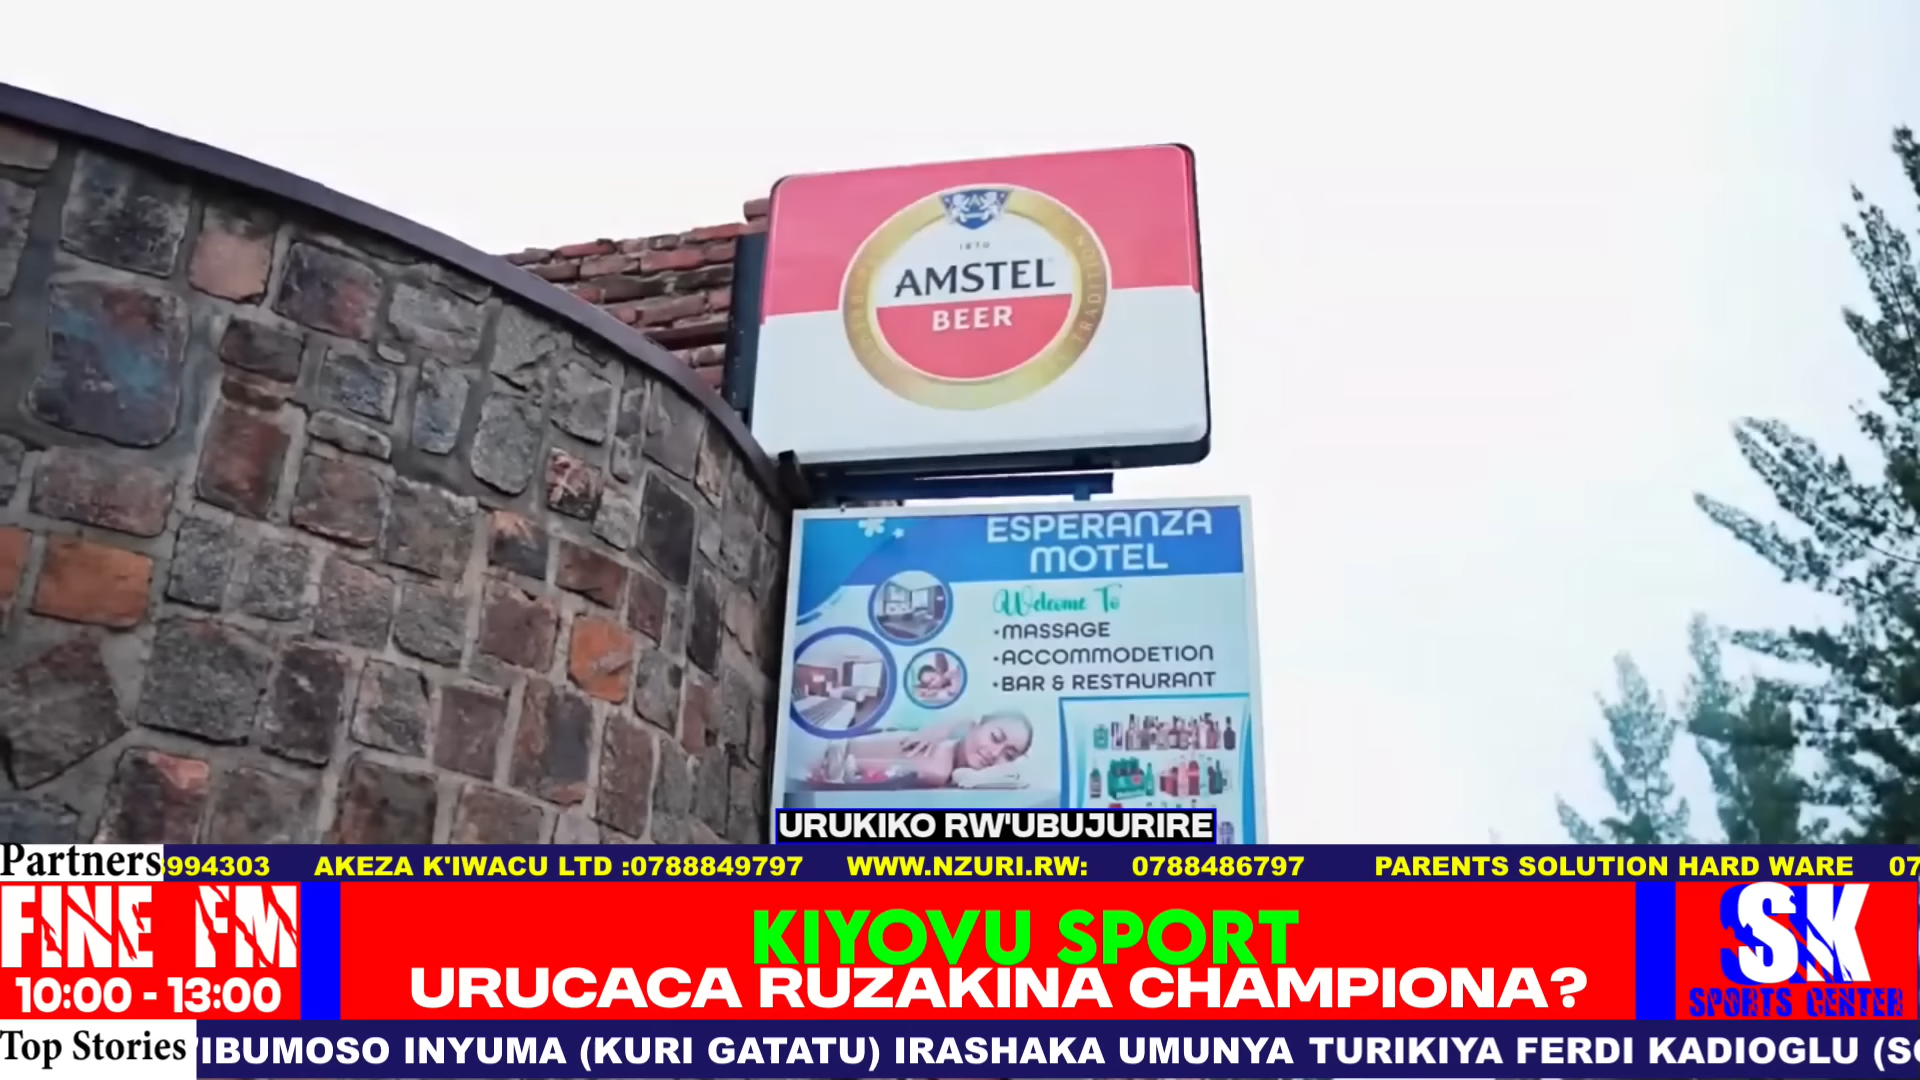 1870
AMSTEL
BEER
TRADITION
ESPERANZA
MOTEL
Welcome To
•MASSAGE
•ACCOMMODETION
•BAR & RESTAURANT
URUKIKO RW'UBUJURIRE
Partners
994303 AKEZA K'IWACU LTD :0788849797 WWW.NZURI.RW: 0788486797 PARENTS SOLUTION HARD WARE 07
FINE FM
10:00 - 13:00
KIYOVU SPORT
URUCACA RUZAKINA CHAMPIONA?
SK
SPORTS CENTER
Top Stories
'IBUMOSO INYUMA (KURI GATATU) IRASHAKA UMUNYA TURIKIYA FERDI KADIOGLU (S